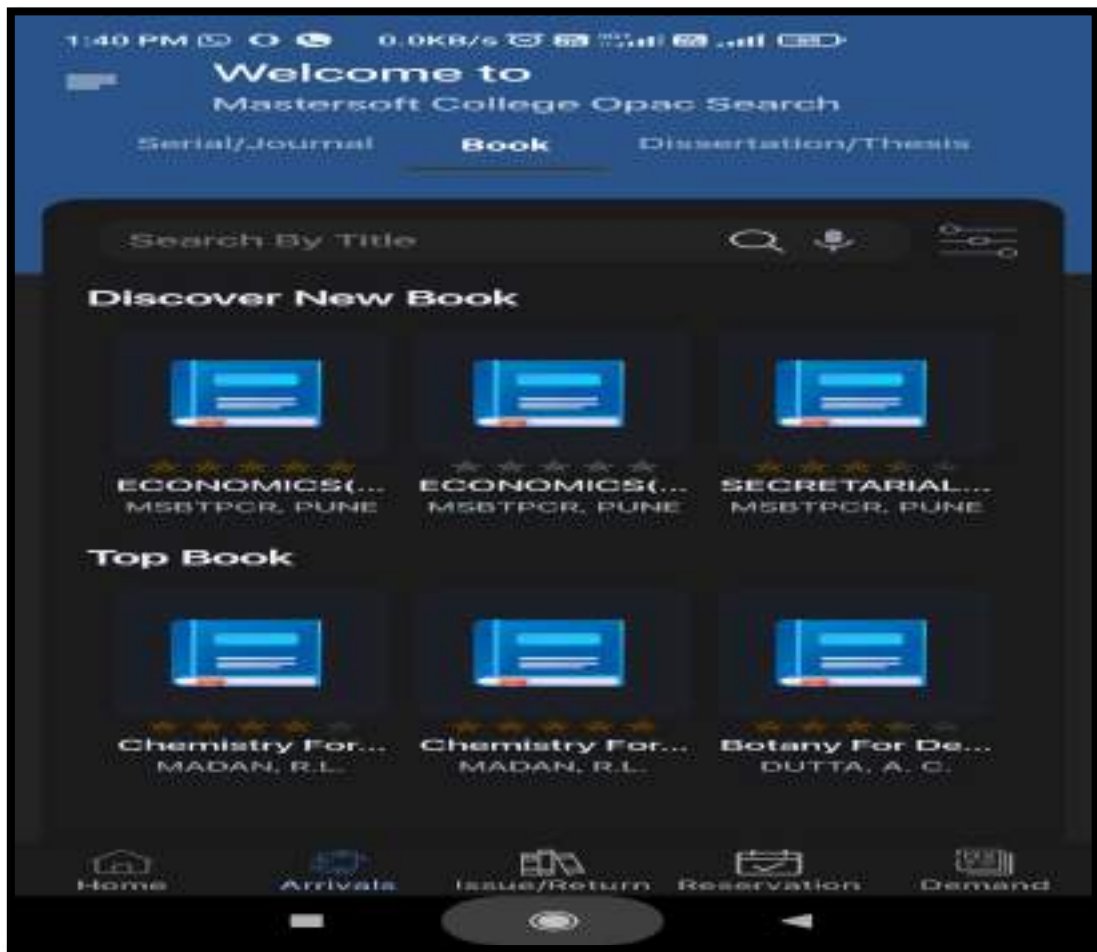 1:40 PM 0.0KB/s
Welcome to
Mastersoft College Opac Search
Serial/Journal Book Dissertation/Thesis
Search By Title
Discover New Book
ECONOMICS(... ECONOMICS(... SECRETARIAL...
MSBTPCR, PUNE MSBTPCR, PUNE MSBTPCR, PUNE
Top Book
Chemistry For... Chemistry For... Botany For De...
MADAN, R.L. MADAN, R.L. DUTTA, A. C.
Home Arrivals Issue/Return Reservation Demand